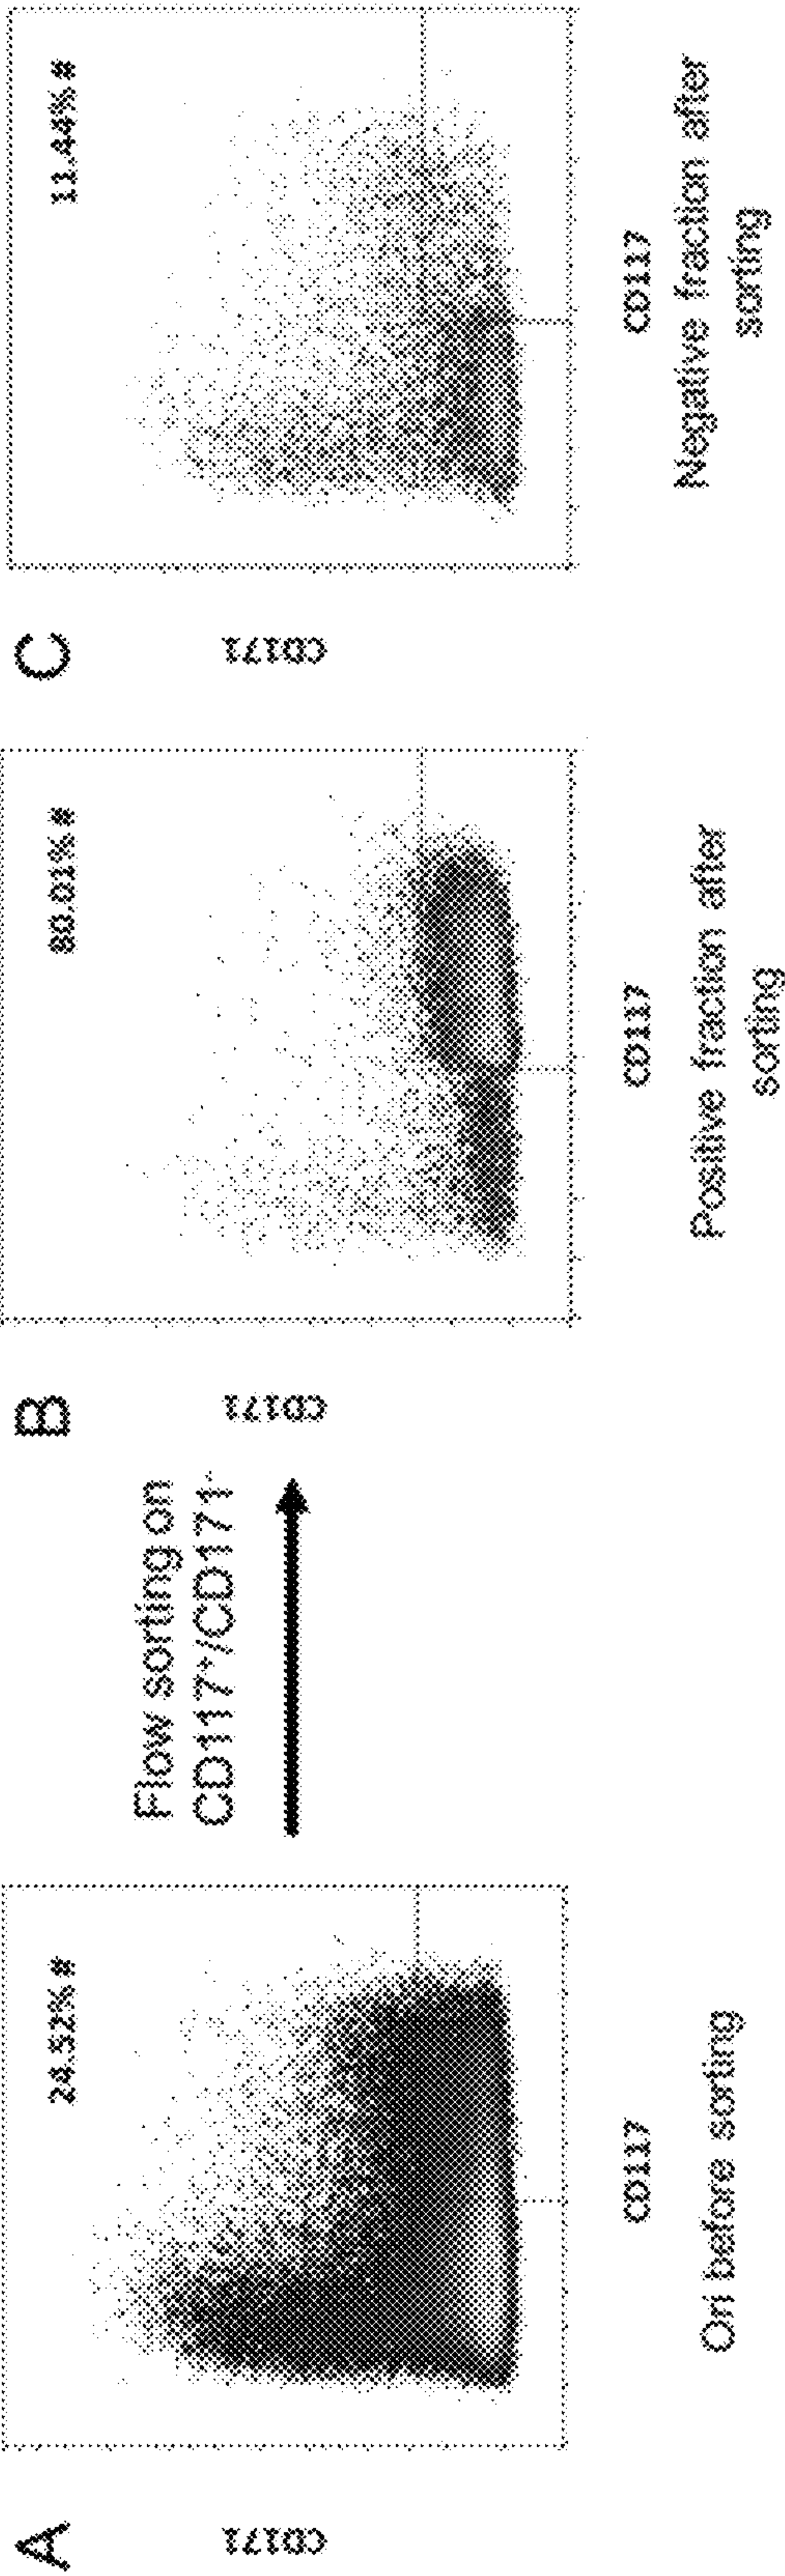 A
24.52% #
CD171
CD117
Ori before sorting
Flow sorting on
CD117⁺/CD171⁻
B
80.01% #
CD171
CD117
Positive fraction after
sorting
C
11.44% #
CD171
CD117
Negative fraction after
sorting